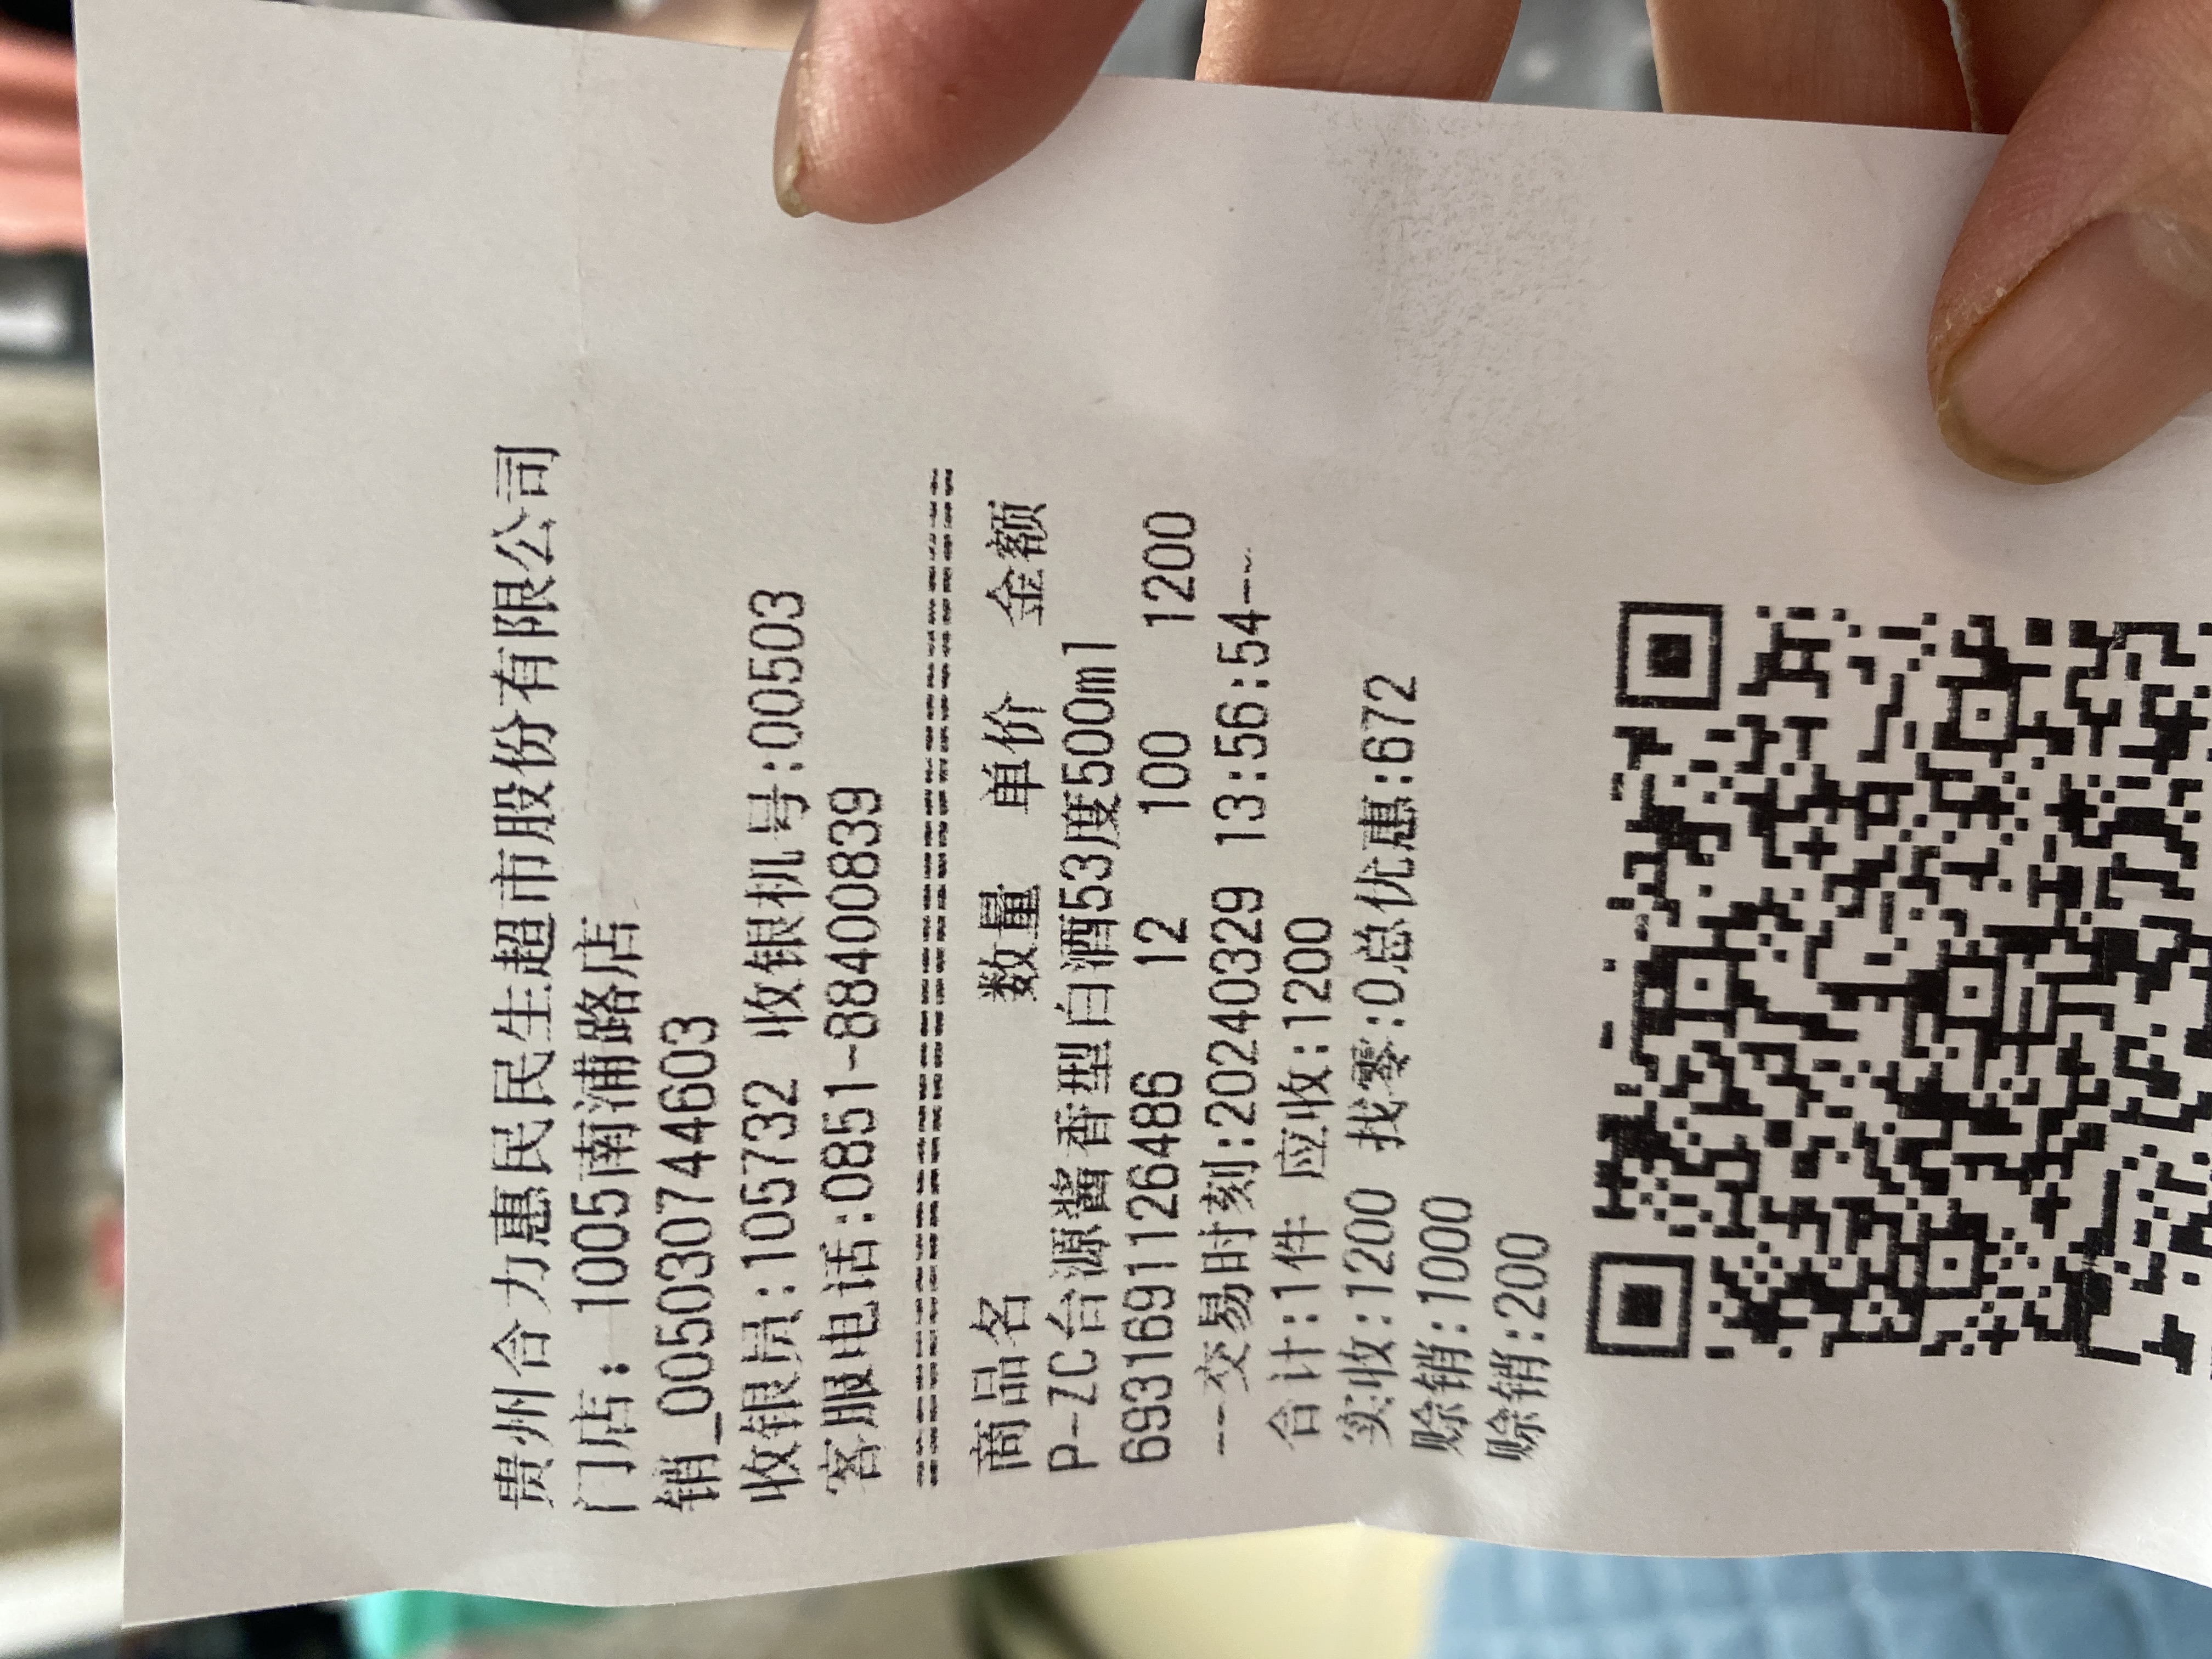 贵州合力惠民民生超市股份有限公司
门店: 1005南浦路店
销_005030744603
收银员:105732 收银机号:00503
客服电话:0851-88400839
================================
商品名 数量 单价 金额
P-ZC台源酱香型白酒53度500ml
6931691126486 12 100 1200
---交易时刻:20240329 13:56:54---
合计:1件 应收:1200
实收:1200 找零:0总优惠:672
赊销:1000
赊销:200